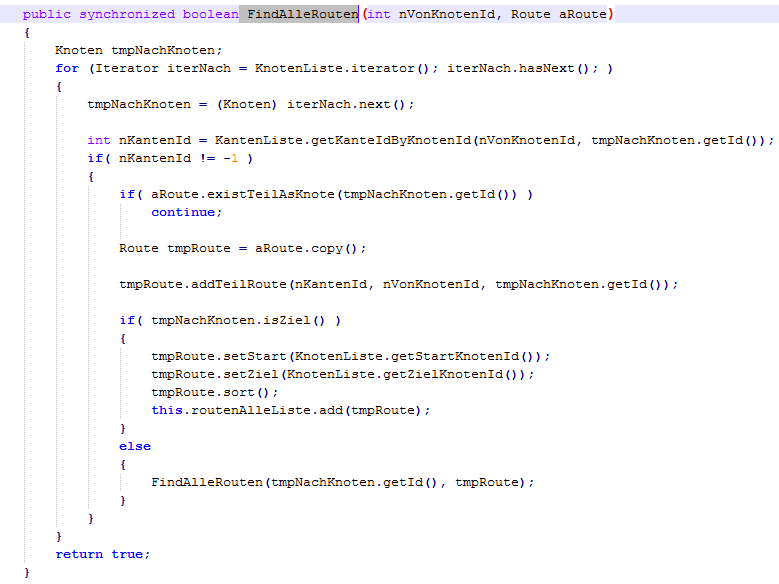 public synchronized boolean FindAlleRouten(int nVonKnotenId, Route aRoute)
{
    Knoten tmpNachKnoten;
    for (Iterator iterNach = KnotenListe.iterator(); iterNach.hasNext(); )
    {
        tmpNachKnoten = (Knoten) iterNach.next();

        int nKantenId = KantenListe.getKanteIdByKnotenId(nVonKnotenId, tmpNachKnoten.getId());
        if( nKantenId != -1 )
        {
            if( aRoute.existTeilAsKnote(tmpNachKnoten.getId()) )
                continue;

            Route tmpRoute = aRoute.copy();

            tmpRoute.addTeilRoute(nKantenId, nVonKnotenId, tmpNachKnoten.getId());

            if( tmpNachKnoten.isZiel() )
            {
                tmpRoute.setStart(KnotenListe.getStartKnotenId());
                tmpRoute.setZiel(KnotenListe.getZielKnotenId());
                tmpRoute.sort();
                this.routenAlleListe.add(tmpRoute);
            }
            else
            {
                FindAlleRouten(tmpNachKnoten.getId(), tmpRoute);
            }
        }
    }
    return true;
}